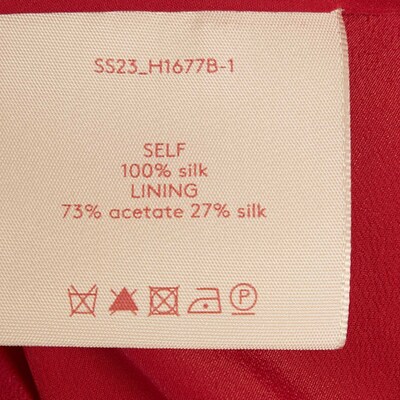 SS23_H1677B-1
SELF
100% silk
LINING
73% acetate 27% silk
P